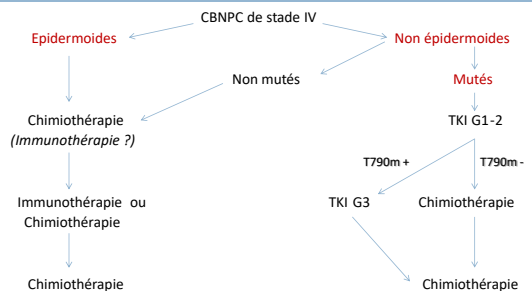 CBNPC de stade IV
Epidermoides
Non épidermoides
Non mutés
Mutés
Chimiothérapie
(Immunothérapie ?)
TKI G1-2
T790m +
T790m -
Immunothérapie ou
Chimiothérapie
TKI G3
Chimiothérapie
Chimiothérapie
Chimiothérapie